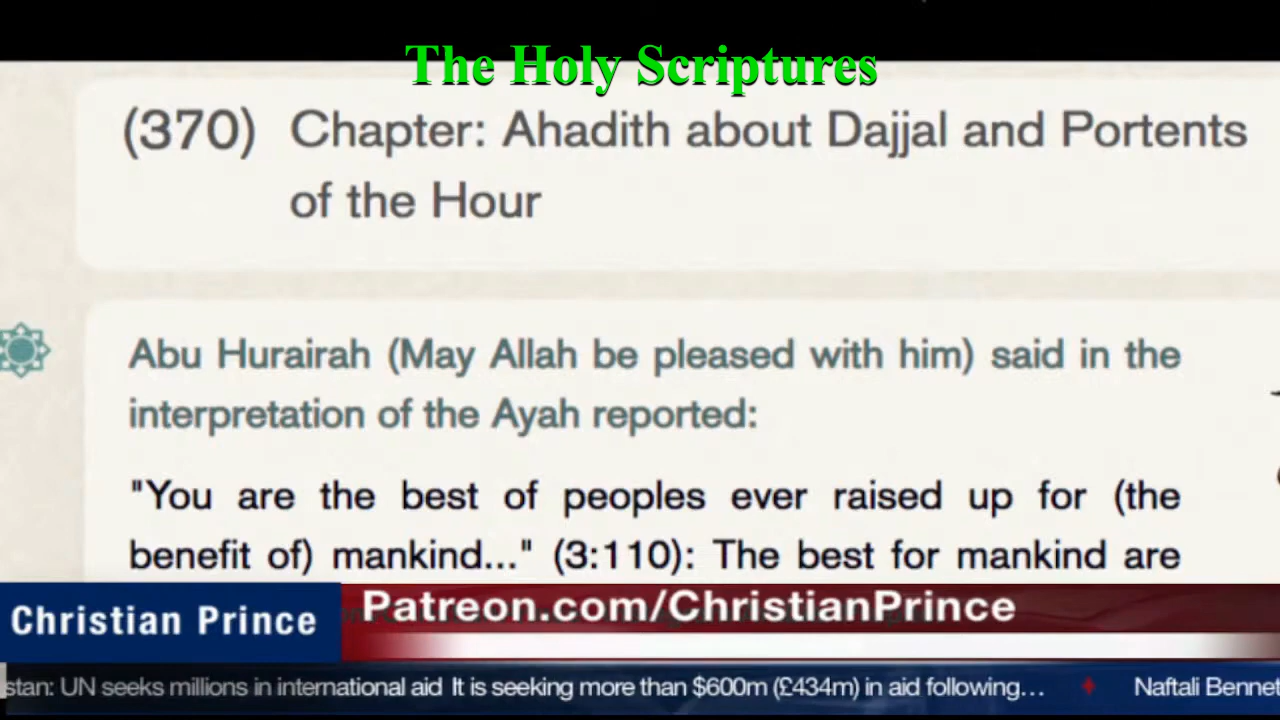 The Holy Scriptures
(370) Chapter: Ahadith about Dajjal and Portents
of the Hour
Abu Hurairah (May Allah be pleased with him) said in the
interpretation of the Ayah reported:
"You are the best of peoples ever raised up for (the
benefit of) mankind..." (3:110): The best for mankind are
Christian Prince
Patreon.com/ChristianPrince
stan: UN seeks millions in international aid It is seeking more than $600m (£434m) in aid following... Naftali Bennet